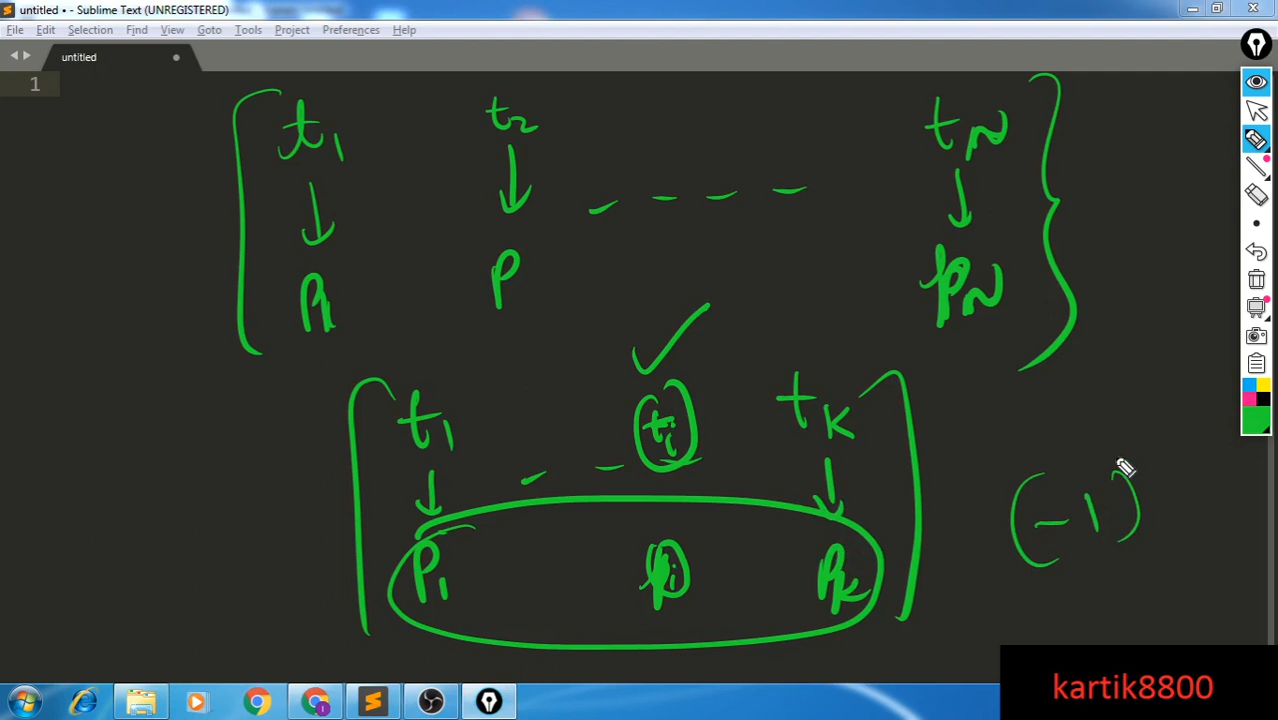 untitled • - Sublime Text (UNREGISTERED)
File Edit Selection Find View Goto Tools Project Preferences Help
untitled
1
t1 t2 - - - - tN
P1 P PN
t1 - - ti tK
P1 Pi Pk
(-1)
kartik8800